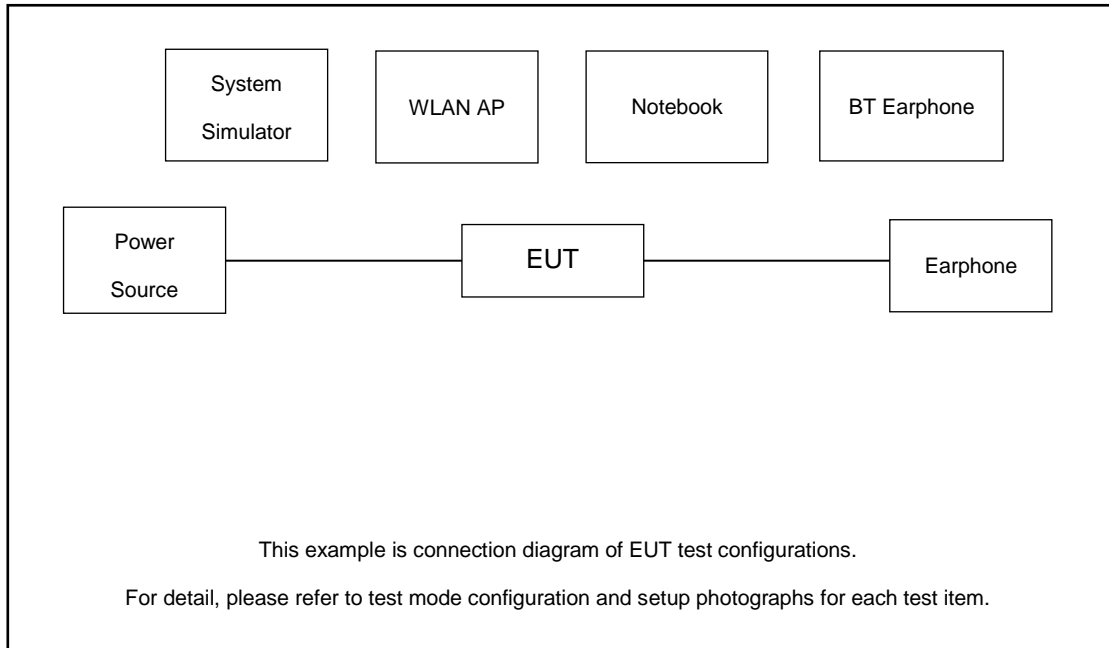 System
Simulator
WLAN AP
Notebook
BT Earphone
Power
Source
EUT
Earphone
This example is connection diagram of EUT test configurations.
For detail, please refer to test mode configuration and setup photographs for each test item.